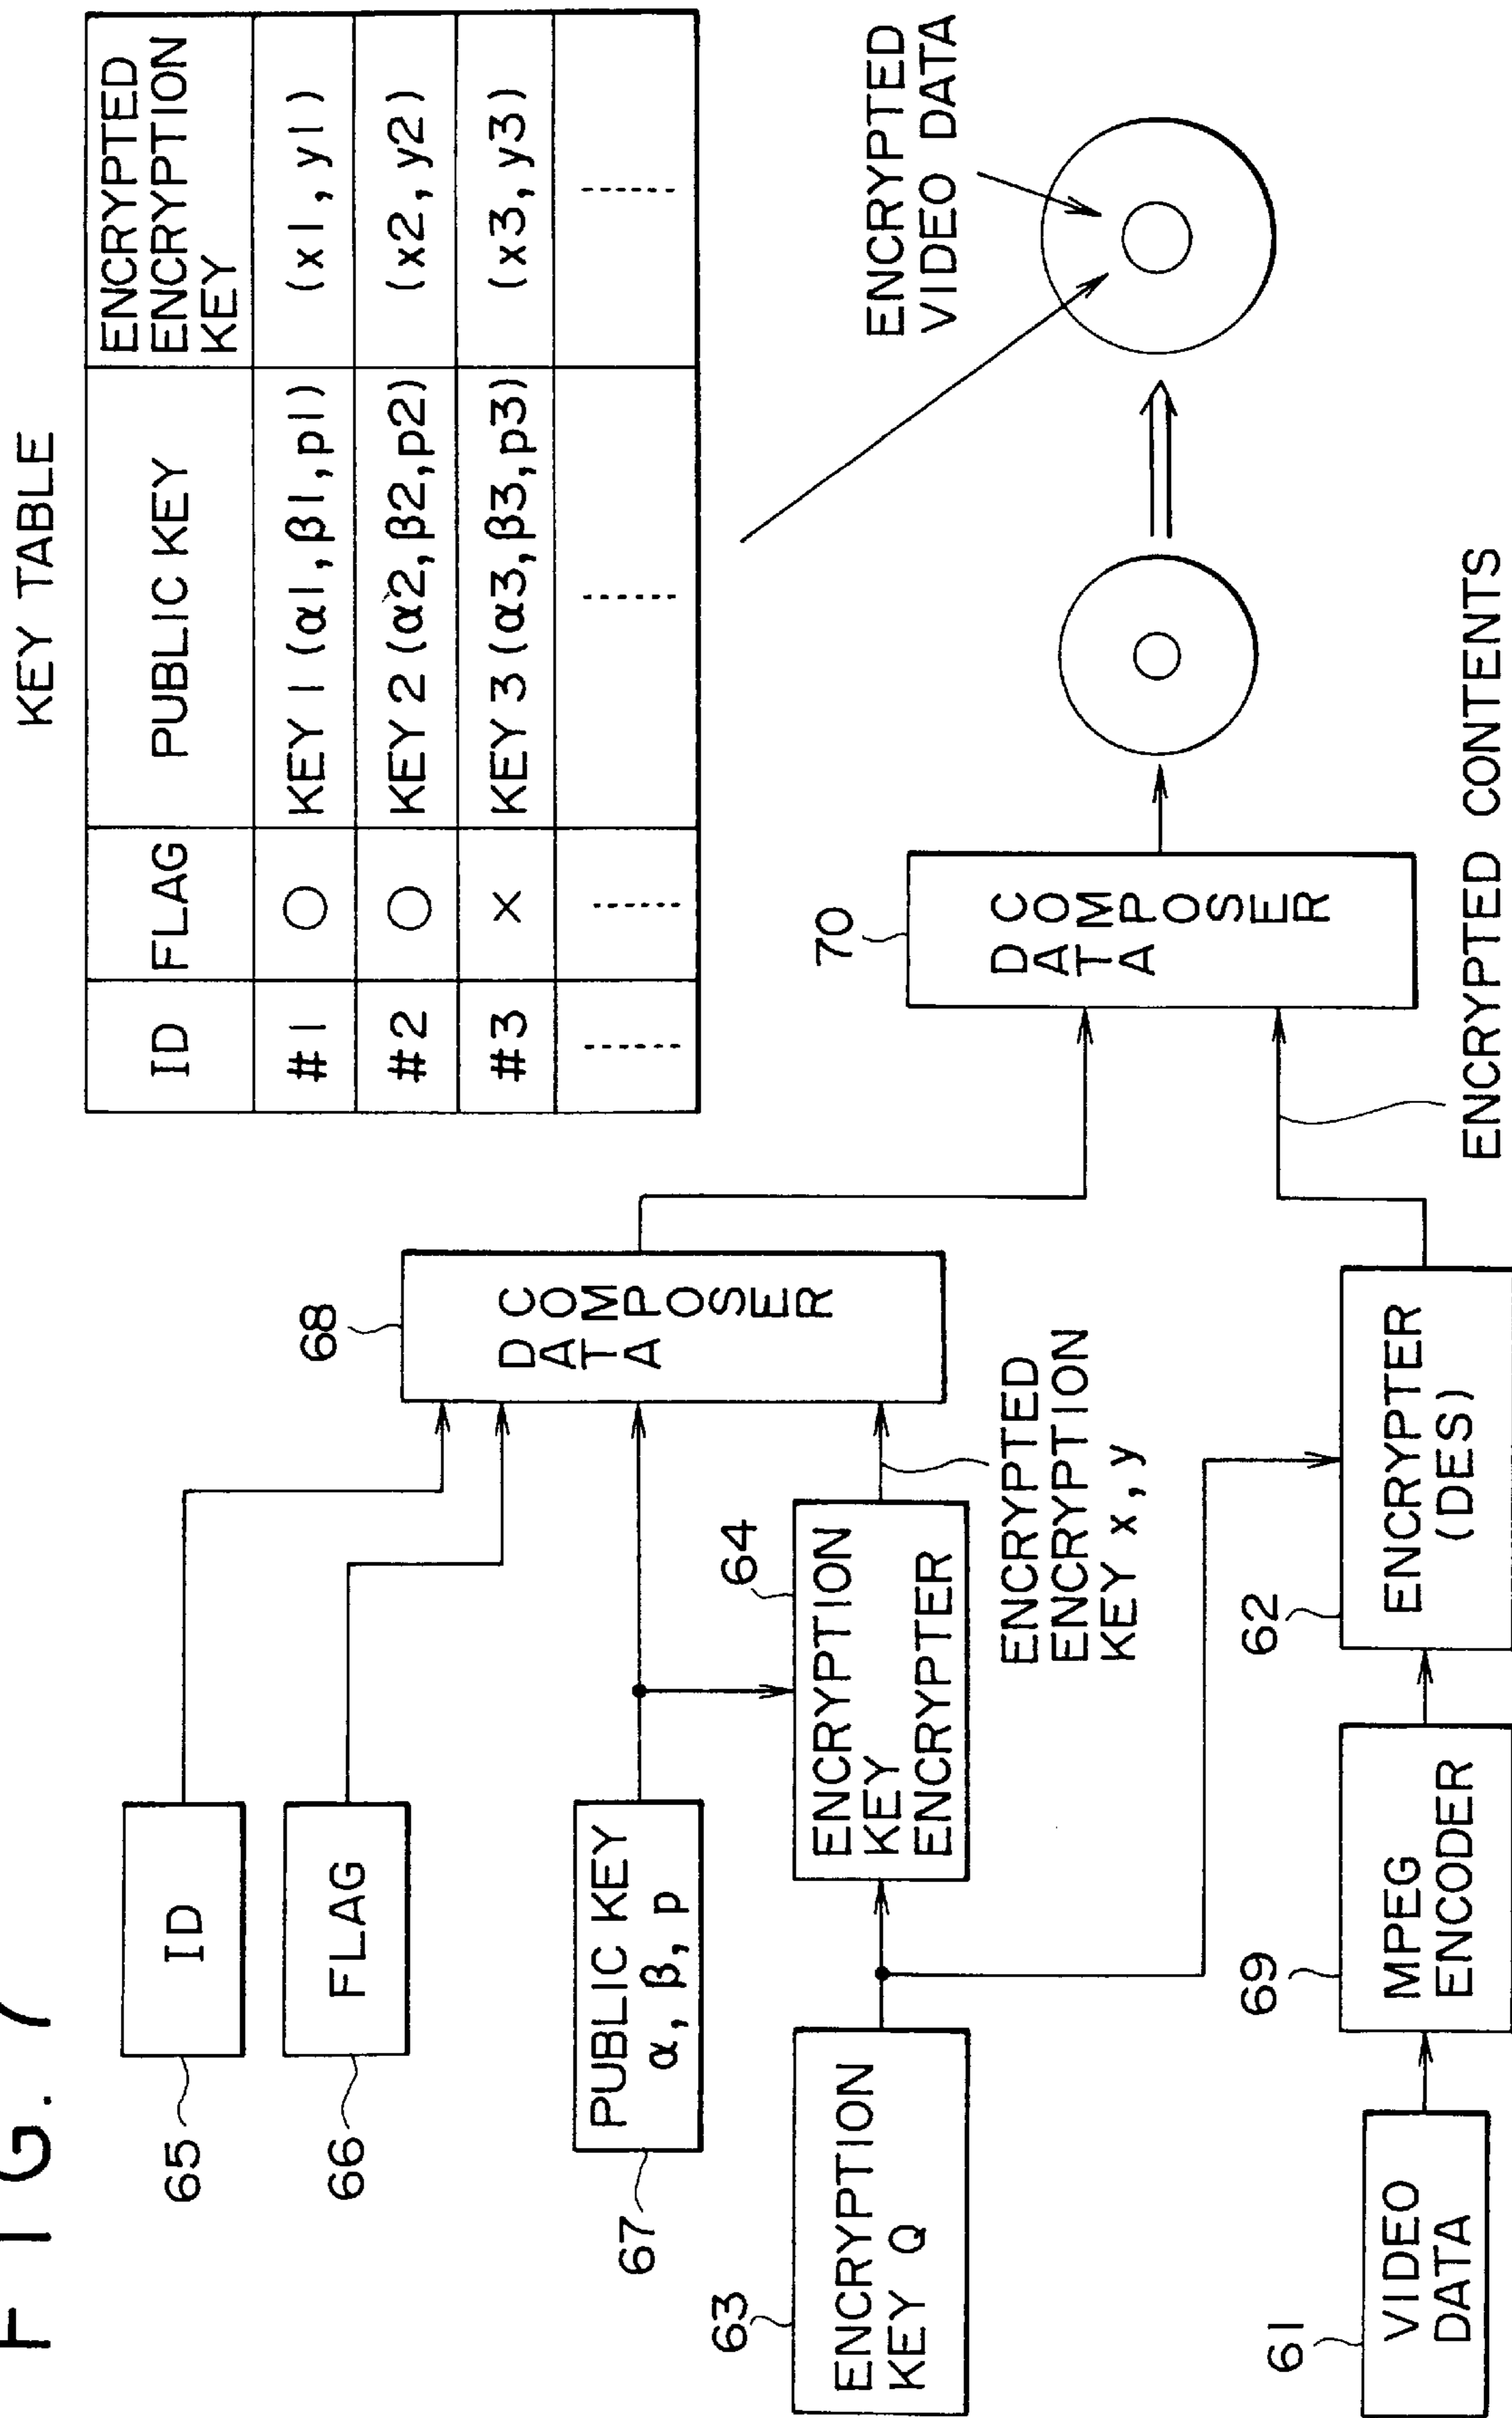 FIG. 7
KEY TABLE
ID FLAG PUBLIC KEY ENCRYPTED ENCRYPTION KEY
#1 ○ KEY 1 (α1, β1, p1) (x1, y1)
#2 ○ KEY 2 (α2, β2, p2) (x2, y2)
#3 × KEY 3 (α3, β3, p3) (x3, y3)
65
ID
66
FLAG
67
PUBLIC KEY
α, β, p
63
ENCRYPTION
KEY Q
64
ENCRYPTION
KEY
ENCRYPTER
ENCRYPTED
ENCRYPTION
KEY x, y
68
DATA
COMPOSER
61
VIDEO
DATA
69
MPEG
ENCODER
62
ENCRYPTER
(DES)
70
DATA
COMPOSER
ENCRYPTED CONTENTS
ENCRYPTED
VIDEO DATA